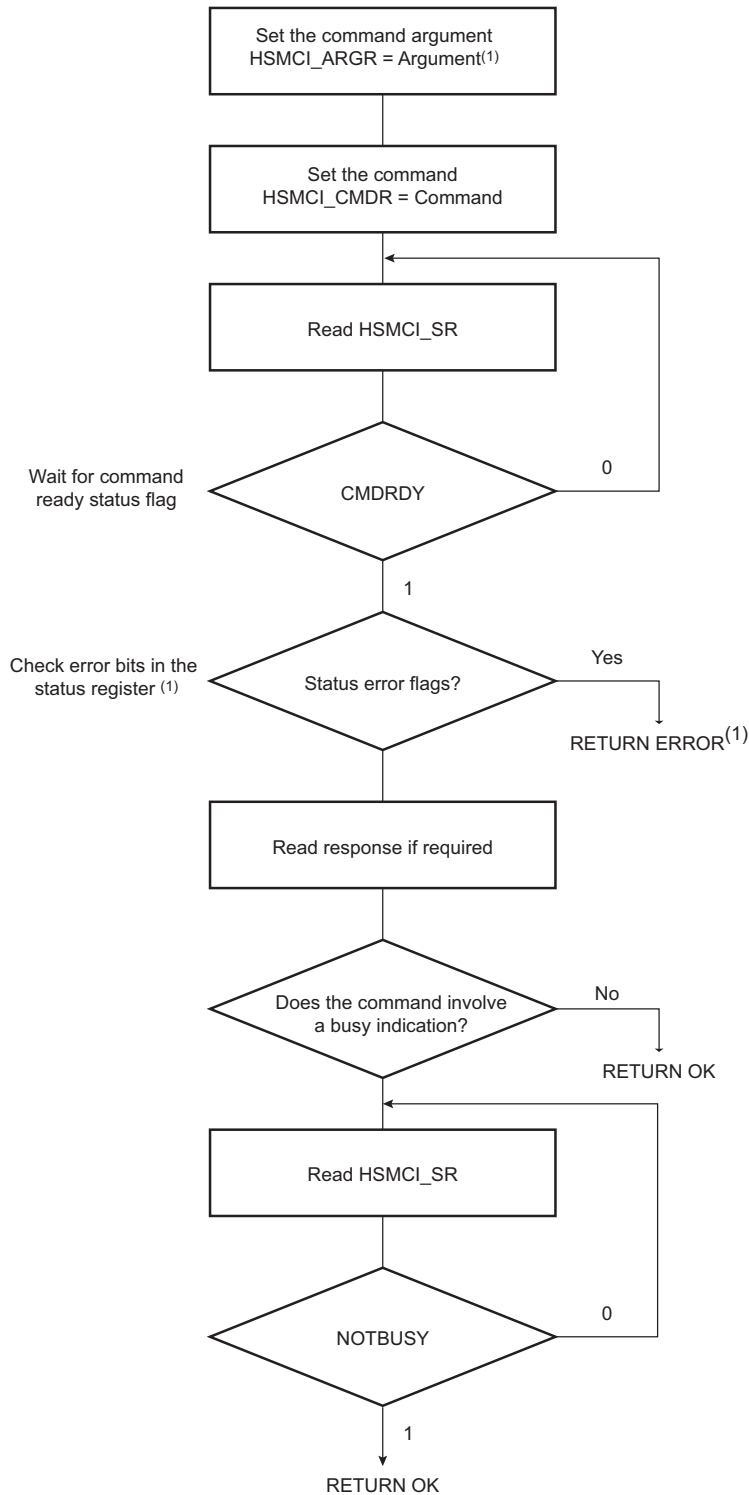 Set the command argument
HSMCI_ARGR = Argument(1)
Set the command
HSMCI_CMDR = Command
Read HSMCI_SR
Wait for command
ready status flag
CMDRDY
0
1
Check error bits in the
status register (1)
Status error flags?
Yes
RETURN ERROR(1)
Read response if required
Does the command involve
a busy indication?
No
RETURN OK
Read HSMCI_SR
NOTBUSY
0
1
RETURN OK